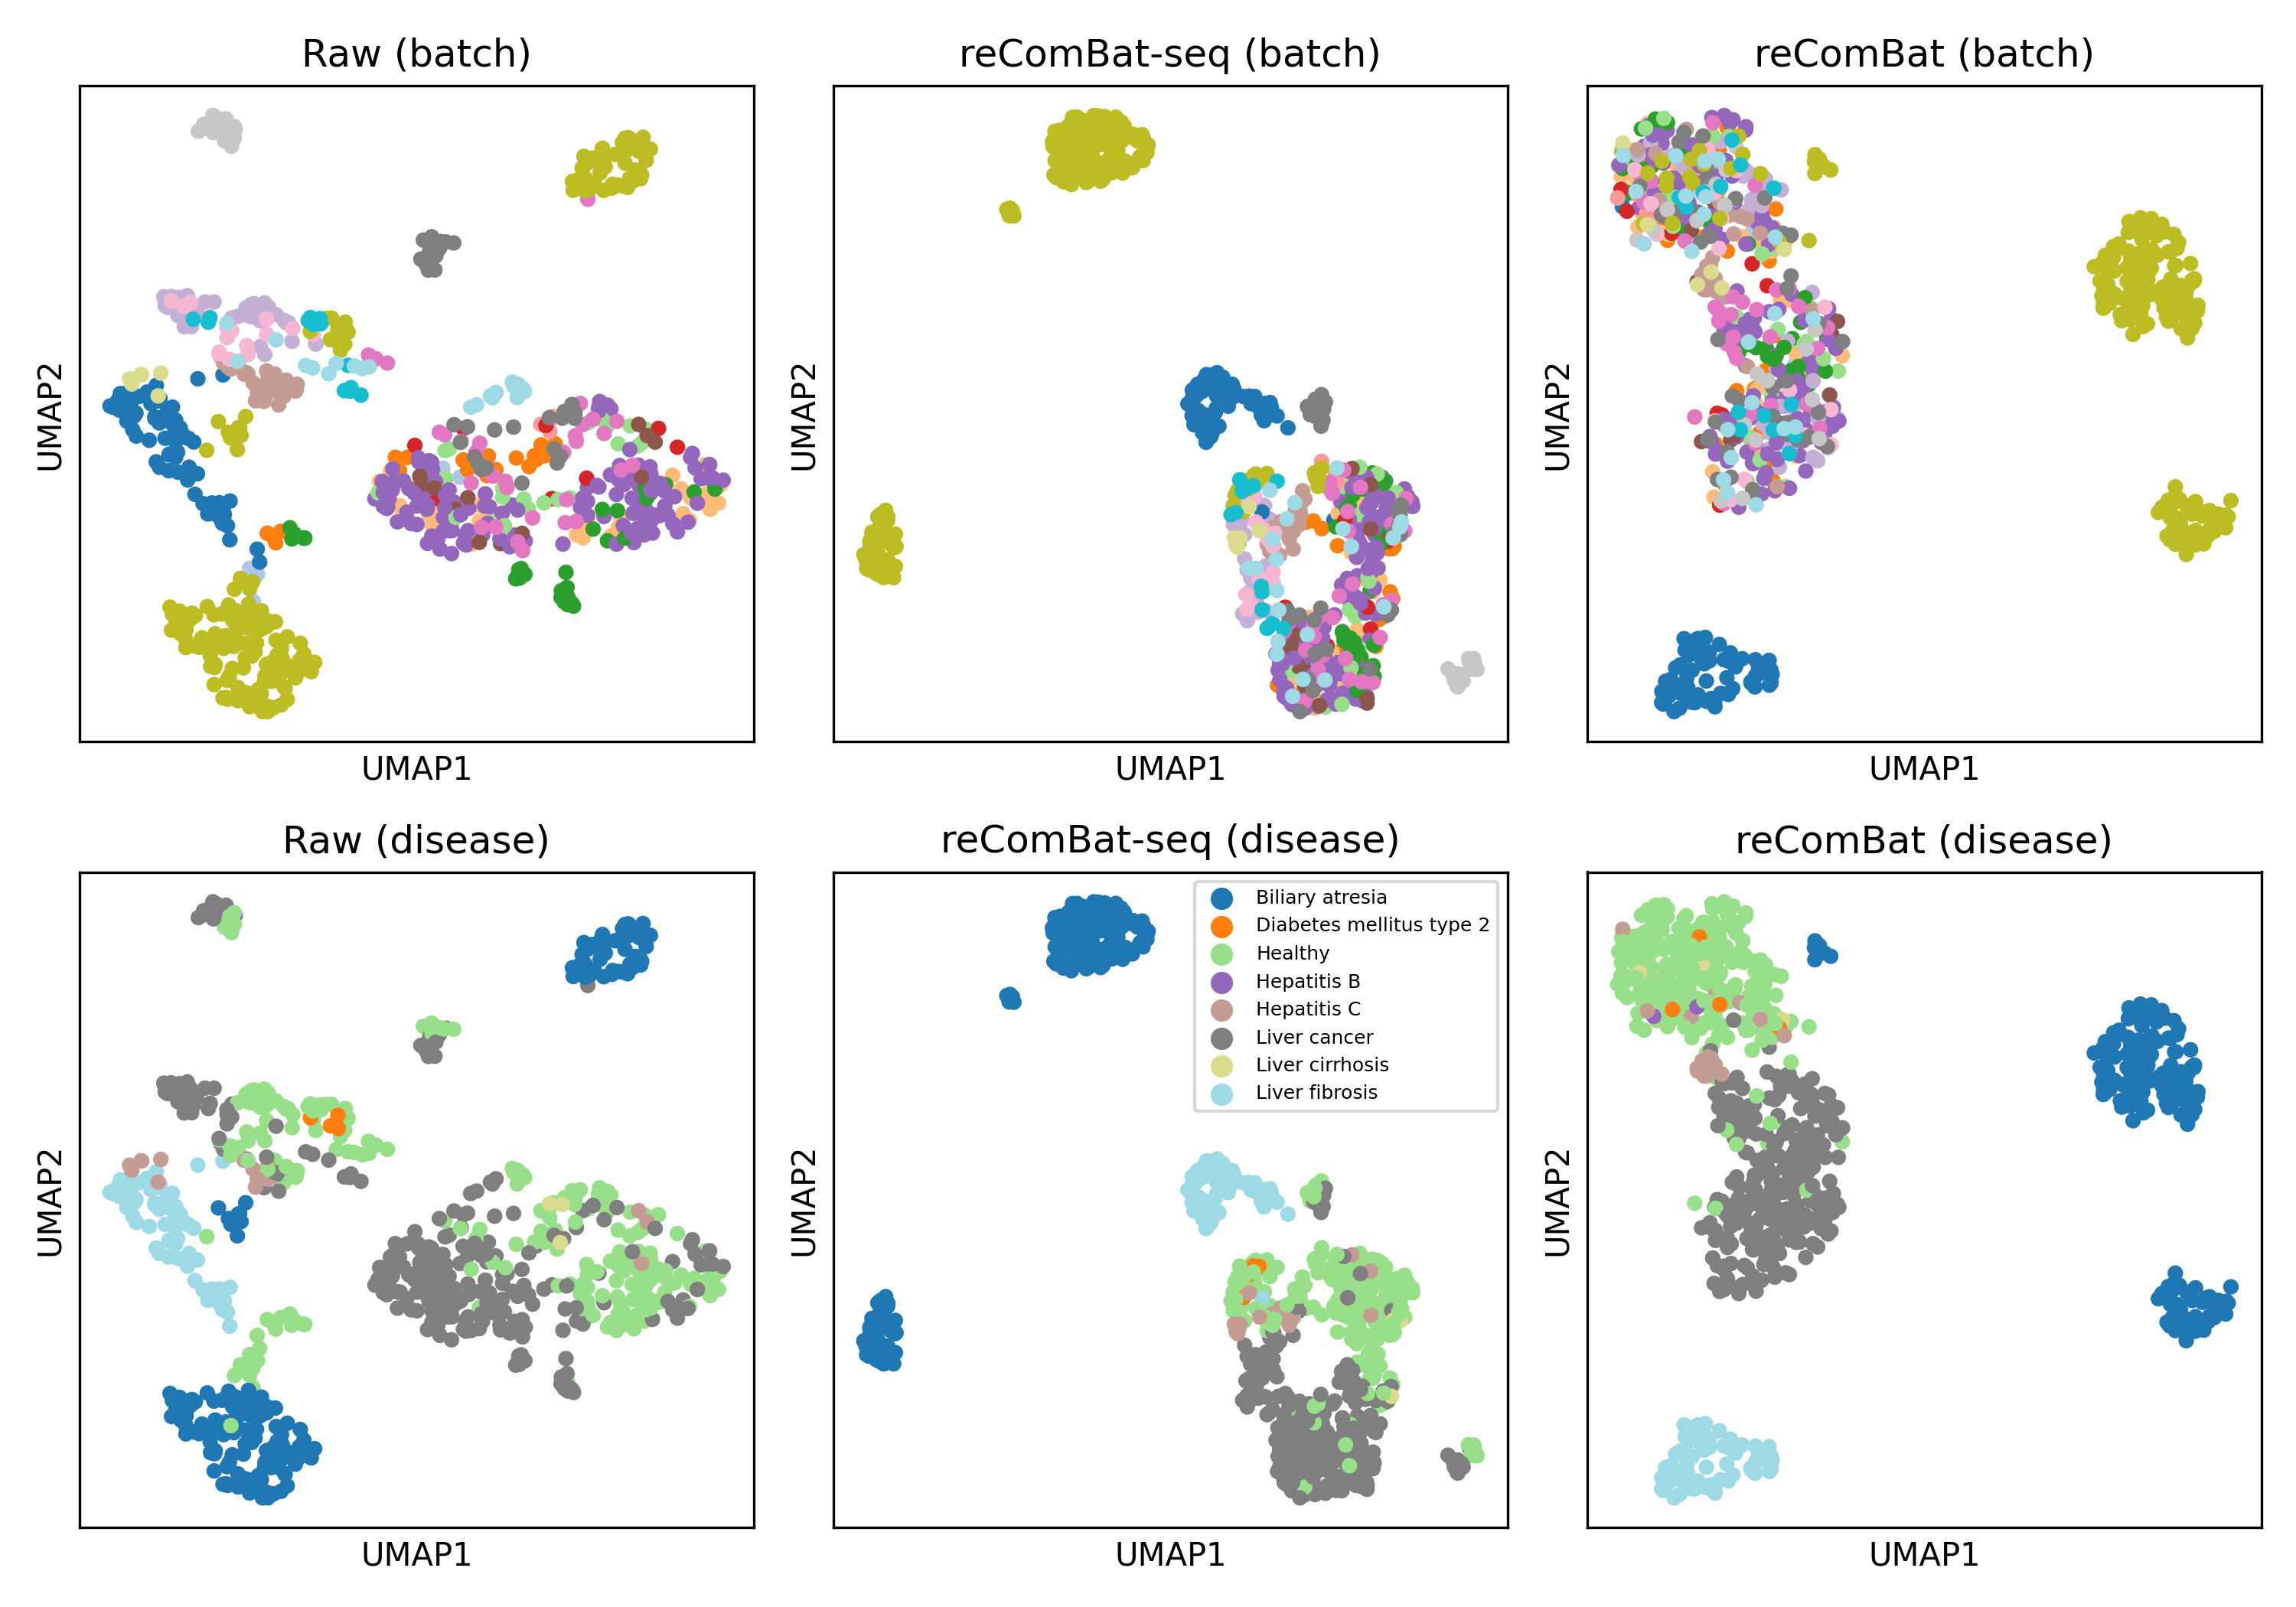 Raw (batch)
reComBat-seq (batch)
reComBat (batch)
UMAP2
UMAP1
UMAP2
UMAP1
UMAP2
UMAP1
Raw (disease)
reComBat-seq (disease)
reComBat (disease)
UMAP2
UMAP1
UMAP2
Biliary atresia
Diabetes mellitus type 2
Healthy
Hepatitis B
Hepatitis C
Liver cancer
Liver cirrhosis
Liver fibrosis
UMAP1
UMAP2
UMAP1